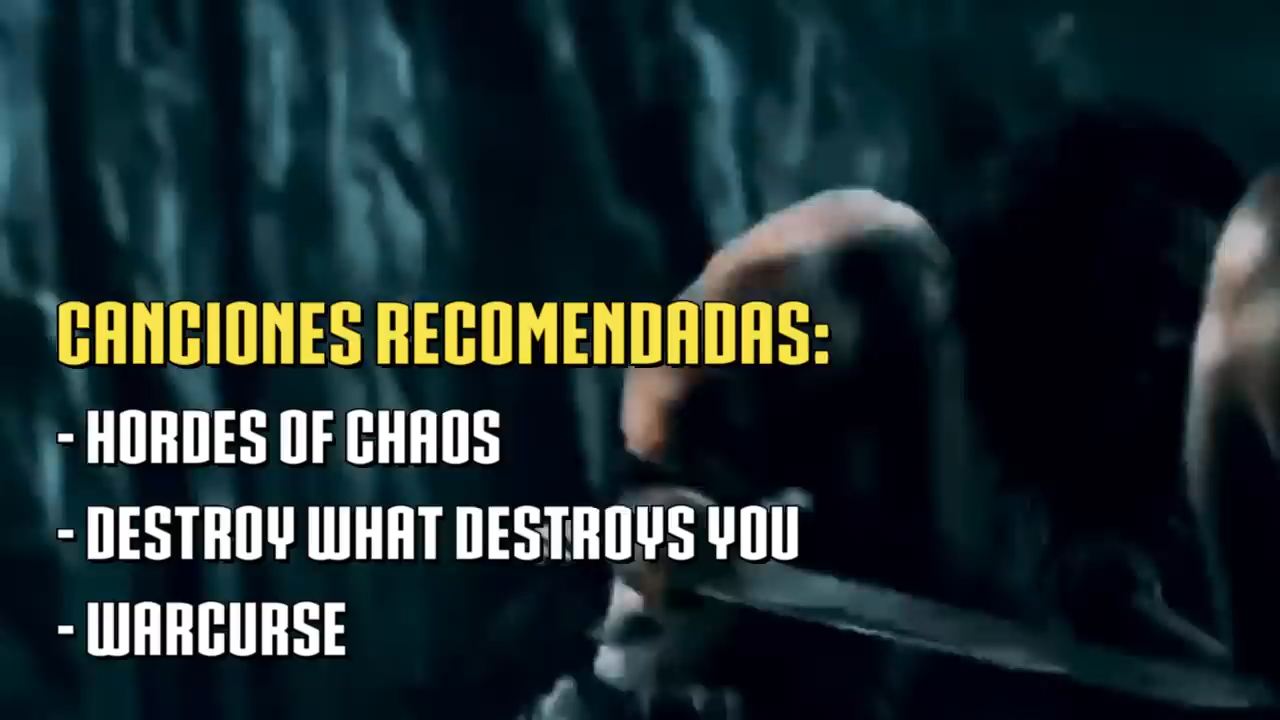 CANCIONES RECOMENDADAS:
- HORDES OF CHAOS
- DESTROY WHAT DESTROYS YOU
- WARCURSE